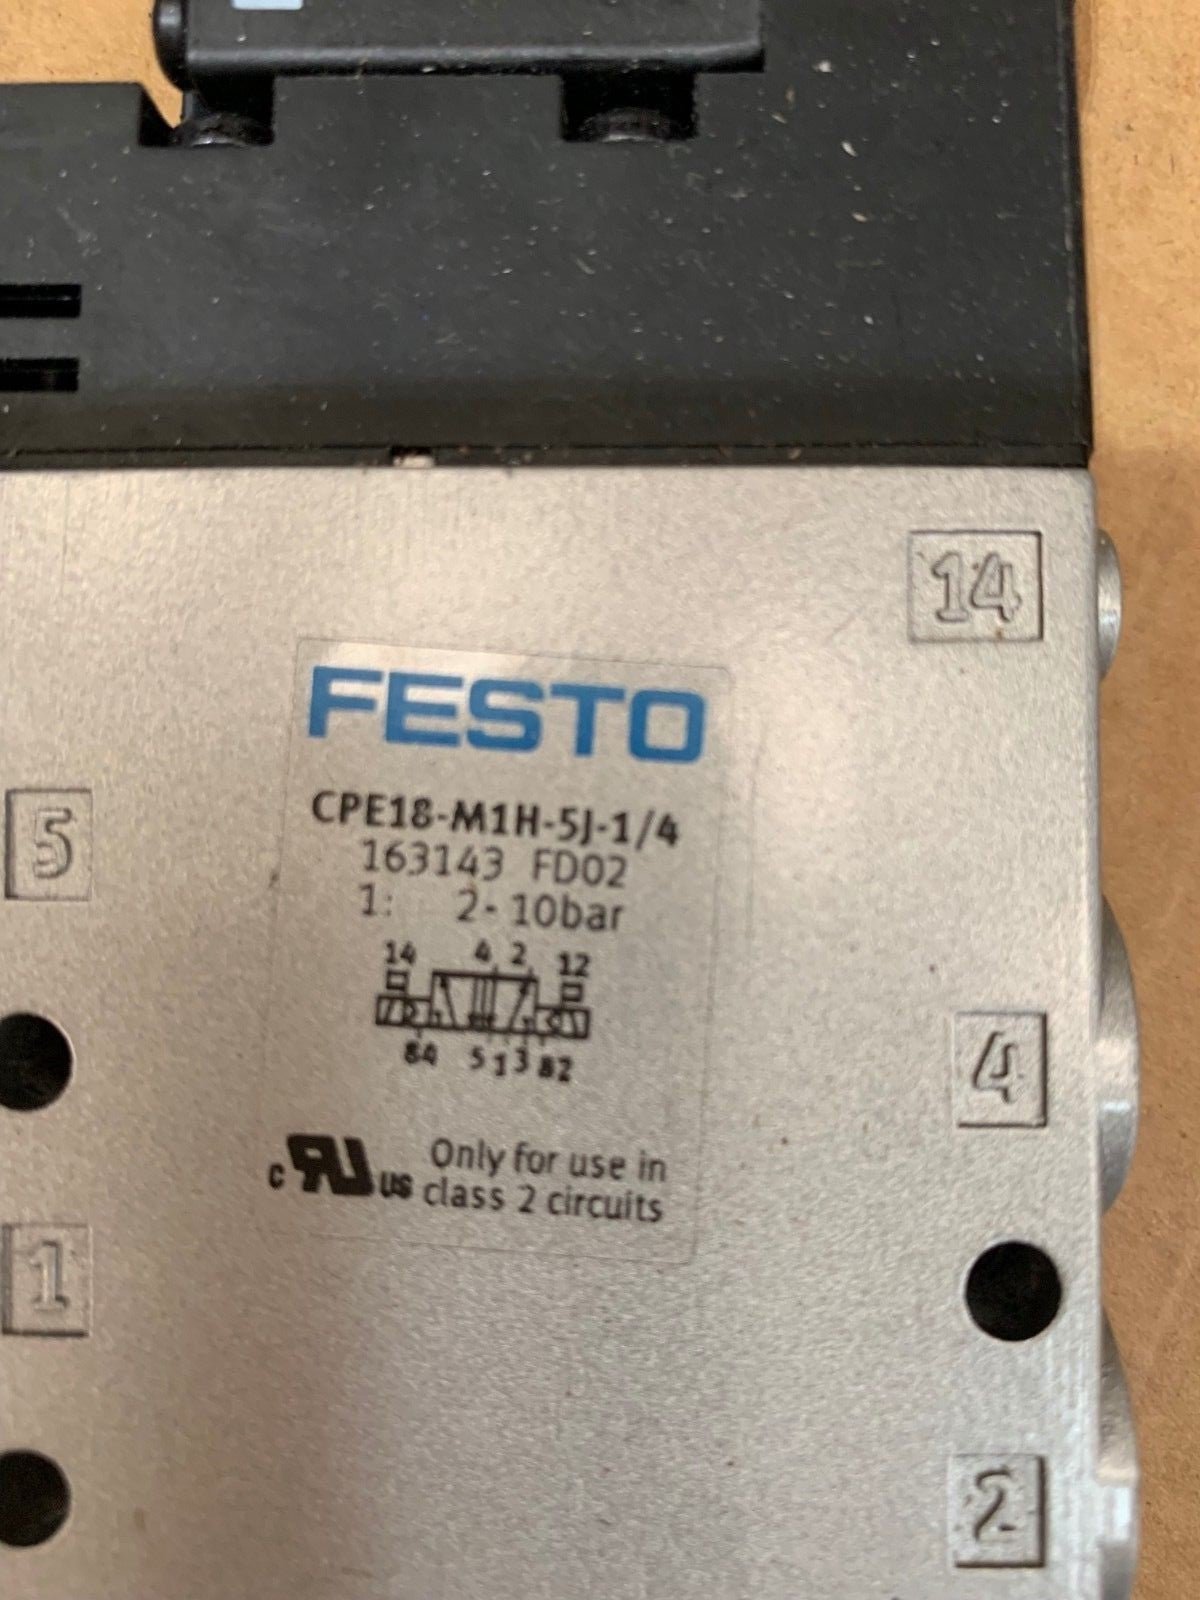 14
FESTO
5
CPE18-M1H-5J-1/4
163143 FD02
1: 2-10bar
14 4 2 12
84 5 1 3 82
4
c RU us Only for use in
class 2 circuits
1
2